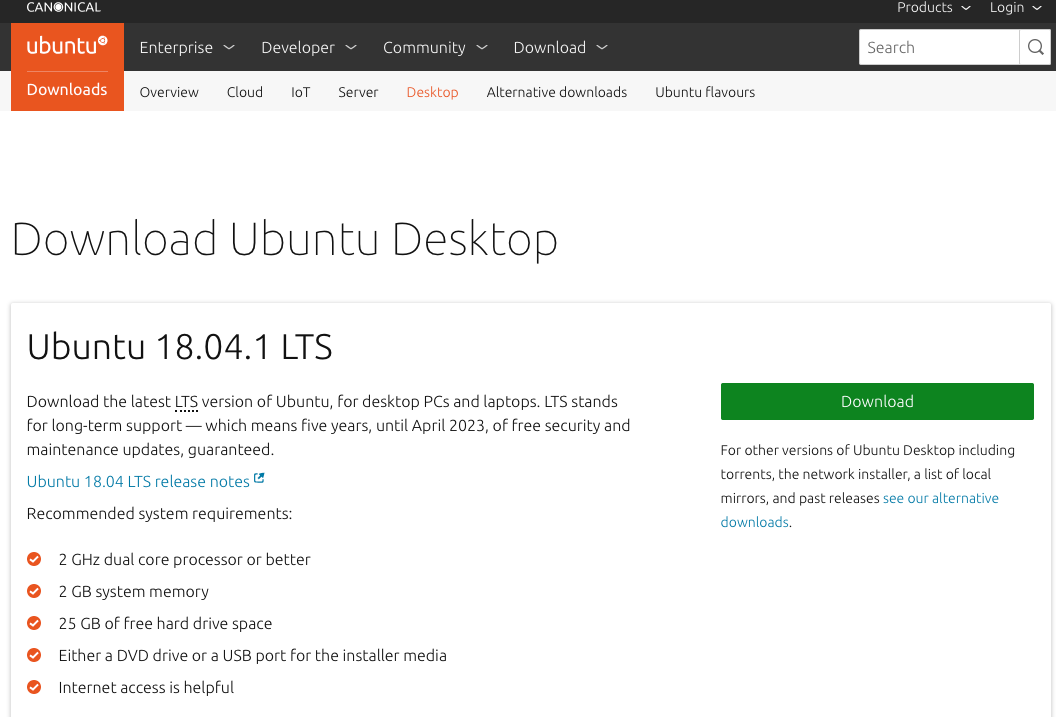 CANONICAL
Products Login
ubuntu Enterprise Developer Community Download Search
Downloads Overview Cloud IoT Server Desktop Alternative downloads Ubuntu flavours
Download Ubuntu Desktop
Ubuntu 18.04.1 LTS
Download the latest LTS version of Ubuntu, for desktop PCs and laptops. LTS stands
for long-term support — which means five years, until April 2023, of free security and
maintenance updates, guaranteed.
Ubuntu 18.04 LTS release notes
Recommended system requirements:
2 GHz dual core processor or better
2 GB system memory
25 GB of free hard drive space
Either a DVD drive or a USB port for the installer media
Internet access is helpful
Download
For other versions of Ubuntu Desktop including
torrents, the network installer, a list of local
mirrors, and past releases see our alternative
downloads.